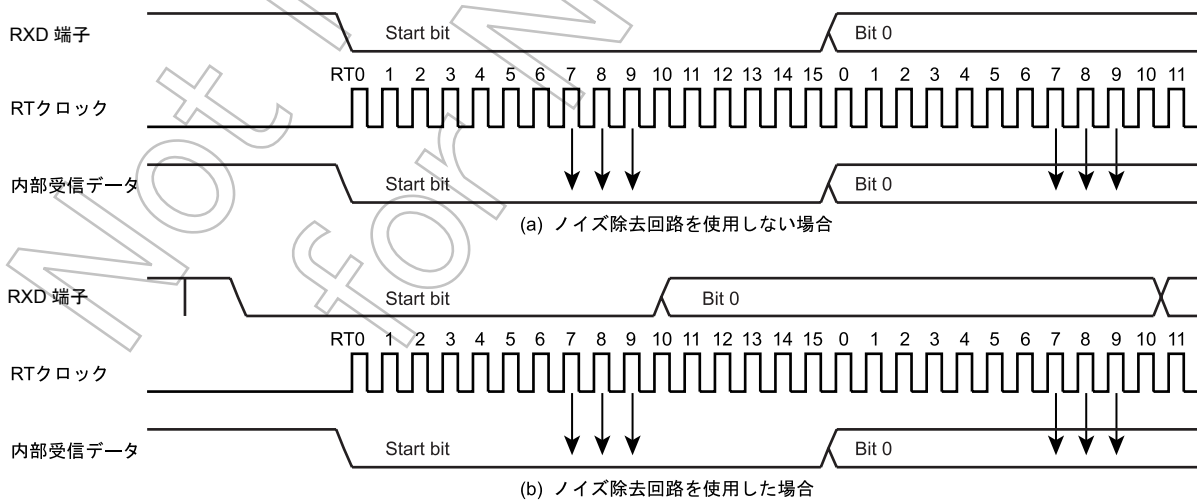 RXD 端子 Start bit Bit 0
RT0 1 2 3 4 5 6 7 8 9 10 11 12 13 14 15 0 1 2 3 4 5 6 7 8 9 10 11
RTクロック
内部受信データ Start bit Bit 0
(a) ノイズ除去回路を使用しない場合
RXD 端子 Start bit Bit 0
RT0 1 2 3 4 5 6 7 8 9 10 11 12 13 14 15 0 1 2 3 4 5 6 7 8 9 10 11
RTクロック
内部受信データ Start bit Bit 0
(b) ノイズ除去回路を使用した場合
Not
for N